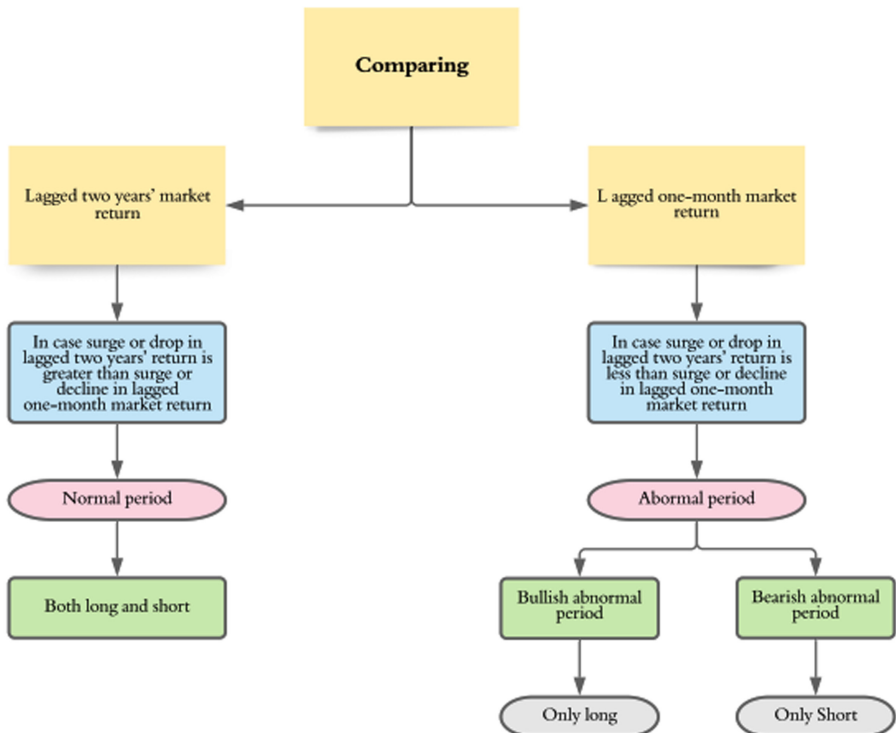 Comparing
Lagged two years' market
return
L agged one-month market
return
In case surge or drop in
lagged two years' return is
greater than surge or
decline in lagged
one-month market return
In case surge or drop in
lagged two years' return is
less than surge or decline
in lagged one-month
market return
Normal period
Abormal period
Both long and short
Bullish abnormal
period
Bearish abnormal
period
Only long
Only Short